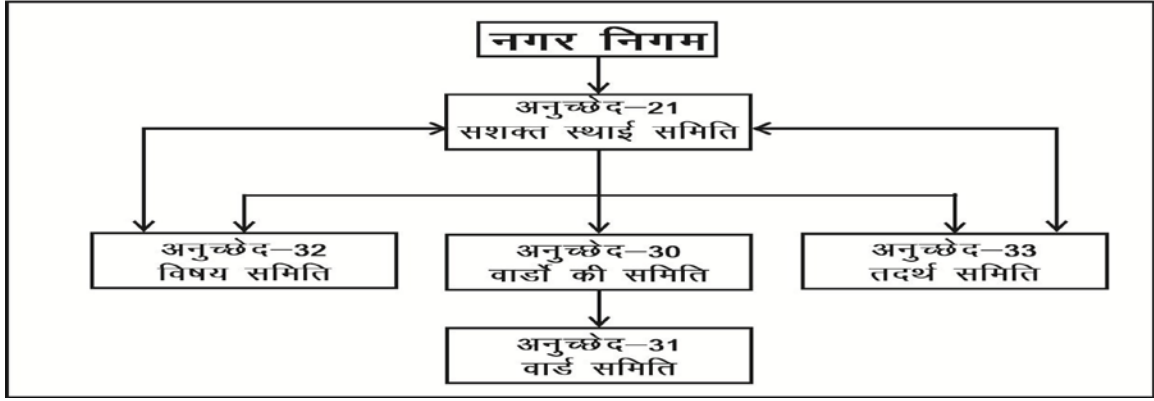 नगर निगम
अनुच्छेद–21
सशक्त स्थाई समिति
अनुच्छेद–32
विषय समिति
अनुच्छेद–30
वार्डों की समिति
अनुच्छेद–33
तदर्थ समिति
अनुच्छेद–31
वार्ड समिति